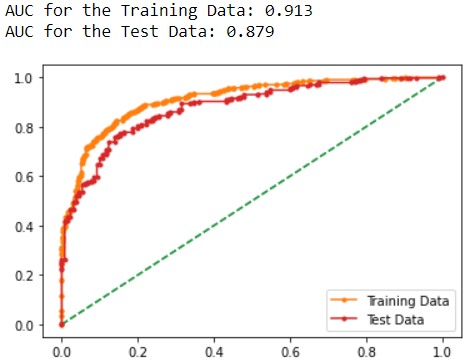 AUC for the Training Data: 0.913
AUC for the Test Data: 0.879
1.0
0.8
0.6
0.4
0.2
0.0
Training Data
Test Data
0.0 0.2 0.4 0.6 0.8 1.0